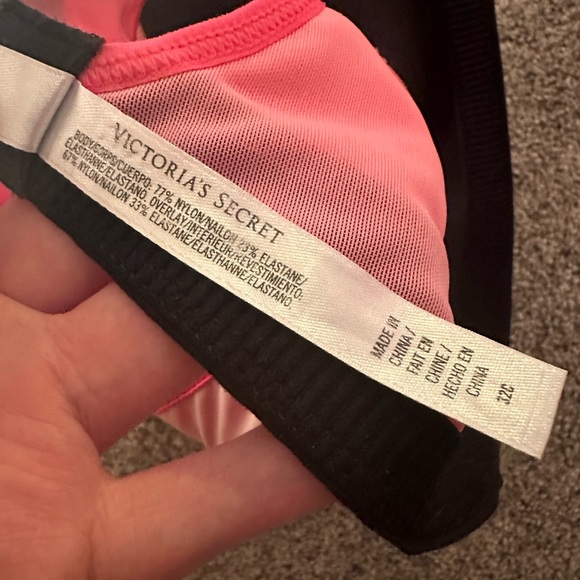 VICTORIA'S SECRET
BODY/CORPS/CUERPO: 77% NYLON/NAILON 23% ELASTANE/
ELASTHANNE/ELASTANO, OVERLAY/INTERIEUR/REVESTIMIENTO:
67% NYLON/NAILON 33% ELASTANE/ELASTHANNE/ELASTANO
MADE IN
CHINA /
FAIT EN
CHINE /
HECHO EN
CHINA
32C